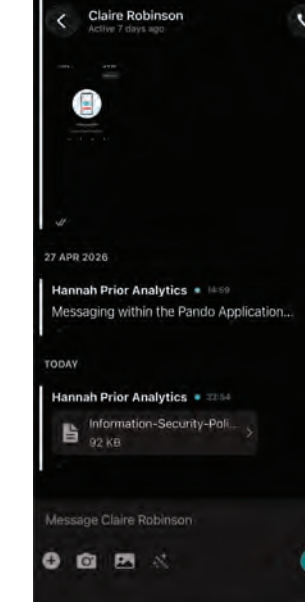 Claire Robinson
Active 7 days ago
27 APR 2026
Hannah Prior Analytics 14:59
Messaging within the Pando Application...
TODAY
Hannah Prior Analytics 23:54
Information-Security-Poli...
92 KB
Message Claire Robinson